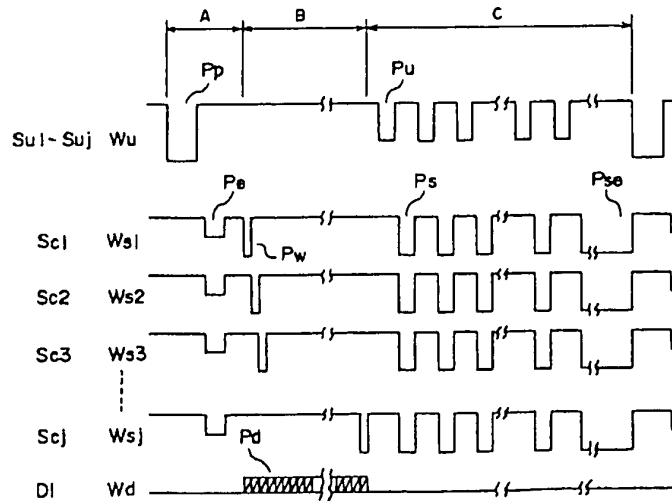 A B C
Pp Pu
Su1~Suj Wu
Pe Ps Pse
Sc1 Ws1
Pw
Sc2 Ws2
Sc3 Ws3
Scj Wsj
Pd
D1 Wd